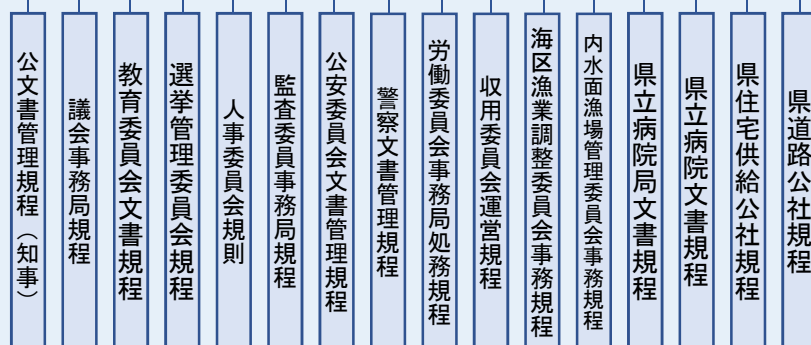 公文書管理規程（知事）
議会事務局規程
教育委員会文書規程
選挙管理委員会規程
人事委員会規則
監査委員事務局規程
公安委員会文書管理規程
警察文書管理規程
労働委員会事務局処務規程
収用委員会運営規程
海区漁業調整委員会事務規程
内水面漁場管理委員会事務規程
県立病院局文書規程
県立病院文書規程
県住宅供給公社規程
県道路公社規程